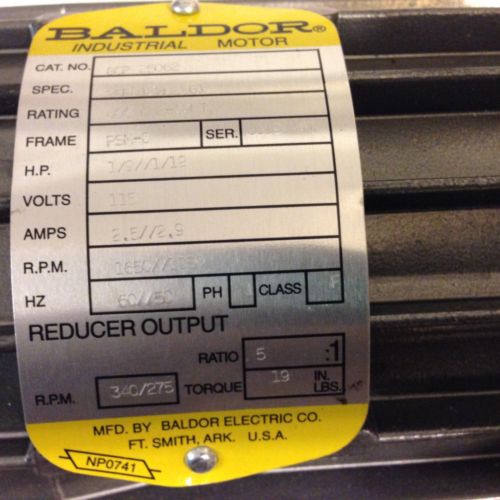 BALDOR®
INDUSTRIAL MOTOR
CAT. NO.
SPEC.
RATING
FRAME SER.
H.P.
VOLTS 115
AMPS 2.5//2.9
R.P.M.
HZ 60//50 PH CLASS
REDUCER OUTPUT
RATIO 5 :1
R.P.M. 340/275 TORQUE 19 IN. LBS.
MFD. BY BALDOR ELECTRIC CO.
FT. SMITH, ARK. U.S.A.
NP0741